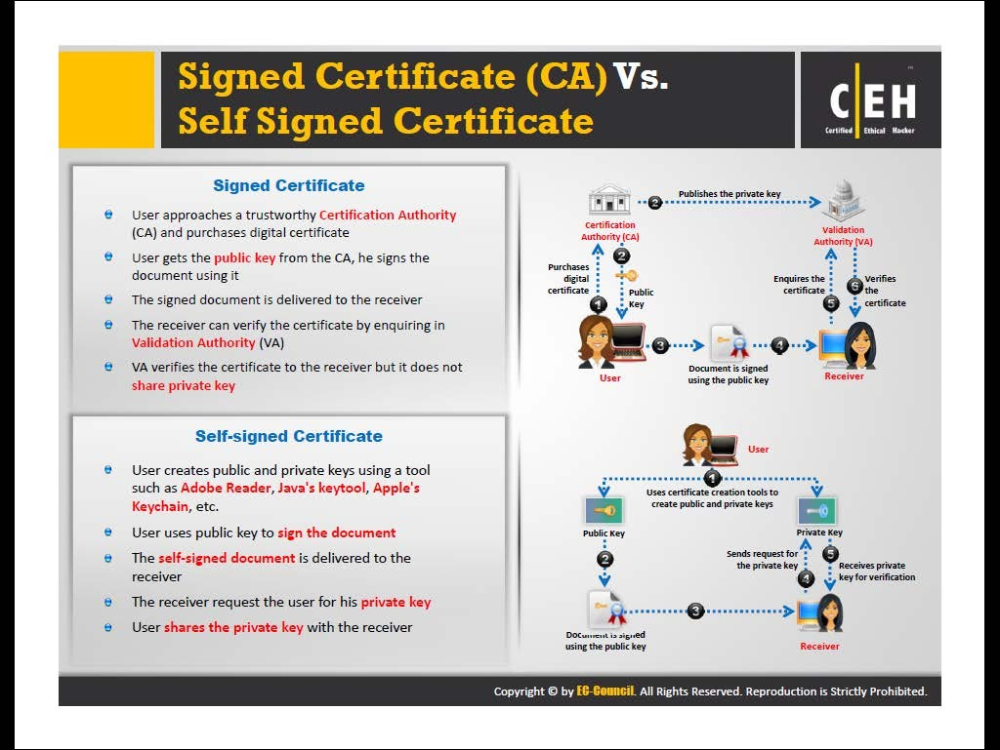 Signed Certificate (CA) Vs.
Self Signed Certificate
C|EH
Certified Ethical Hacker
Signed Certificate
User approaches a trustworthy Certification Authority
(CA) and purchases digital certificate
User gets the public key from the CA, he signs the
document using it
The signed document is delivered to the receiver
The receiver can verify the certificate by enquiring in
Validation Authority (VA)
VA verifies the certificate to the receiver but it does not
share private key
2
Publishes the private key
Certification
Authority (CA)
Validation
Authority (VA)
Purchases
digital
certificate
1
2
Public
Key
Enquires the
certificate
5
6
Verifies
the
certificate
3
4
User
Document is signed
using the public key
Receiver
Self-signed Certificate
User creates public and private keys using a tool
such as Adobe Reader, Java's keytool, Apple's
Keychain, etc.
User uses public key to sign the document
The self-signed document is delivered to the
receiver
The receiver request the user for his private key
User shares the private key with the receiver
User
1
Uses certificate creation tools to
create public and private keys
Public Key
Private Key
2
Sends request for
the private key
4
5
Receives private
key for verification
3
Document is signed
using the public key
Receiver
Copyright © by EG-Council. All Rights Reserved. Reproduction is Strictly Prohibited.